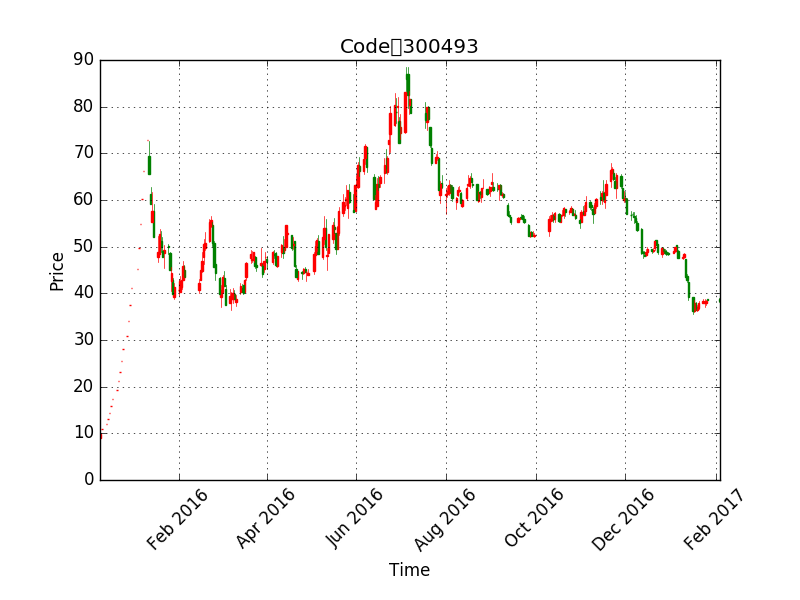 Code▯300493
90
80
70
60
50
40
30
20
10
0
Price
Feb 2016
Apr 2016
Jun 2016
Aug 2016
Oct 2016
Dec 2016
Feb 2017
Time